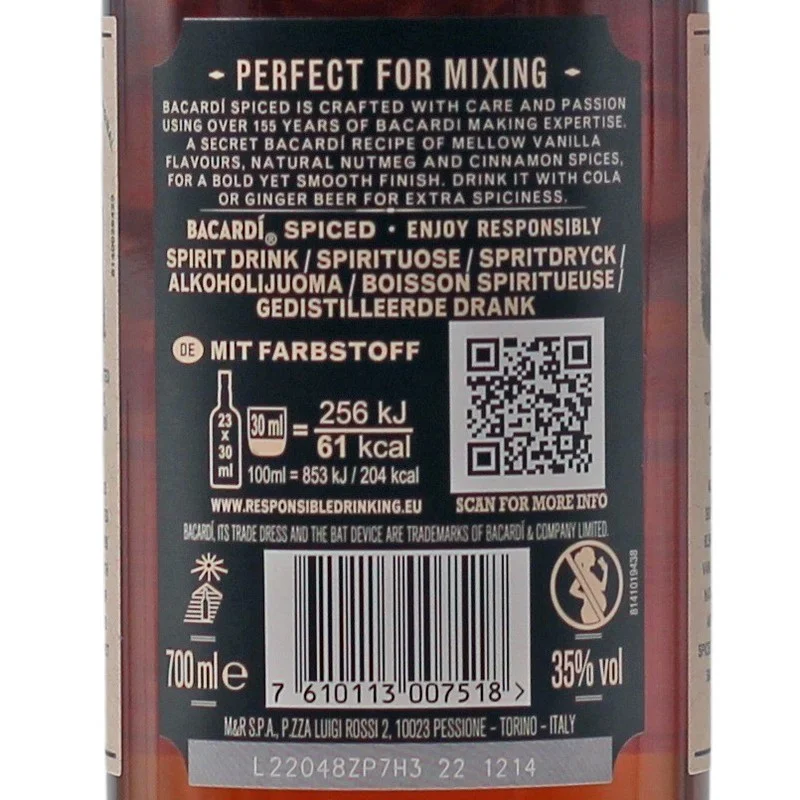 PERFECT FOR MIXING
BACARDÍ SPICED IS CRAFTED WITH CARE AND PASSION
USING OVER 155 YEARS OF BACARDI MAKING EXPERTISE.
A SECRET BACARDÍ RECIPE OF MELLOW VANILLA
FLAVOURS, NATURAL NUTMEG AND CINNAMON SPICES,
FOR A BOLD YET SMOOTH FINISH. DRINK IT WITH COLA
OR GINGER BEER FOR EXTRA SPICINESS.
BACARDÍ® SPICED · ENJOY RESPONSIBLY
SPIRIT DRINK / SPIRITUOSE / SPRITDRYCK /
ALKOHOLIJUOMA / BOISSON SPIRITUEUSE /
GEDISTILLEERDE DRANK
DE MIT FARBSTOFF
23 x 30 ml
30 ml = 256 kJ
61 kcal
100ml = 853 kJ / 204 kcal
WWW.RESPONSIBLEDRINKING.EU
SCAN FOR MORE INFO
BACARDÍ, ITS TRADE DRESS AND THE BAT DEVICE ARE TRADEMARKS OF BACARDÍ & COMPANY LIMITED.
8141019438
700 ml e
7 610113 007518 >
35% vol
M&R S.P.A., P.ZZA LUIGI ROSSI 2, 10023 PESSIONE - TORINO - ITALY
L22048ZP7H3 22 1214